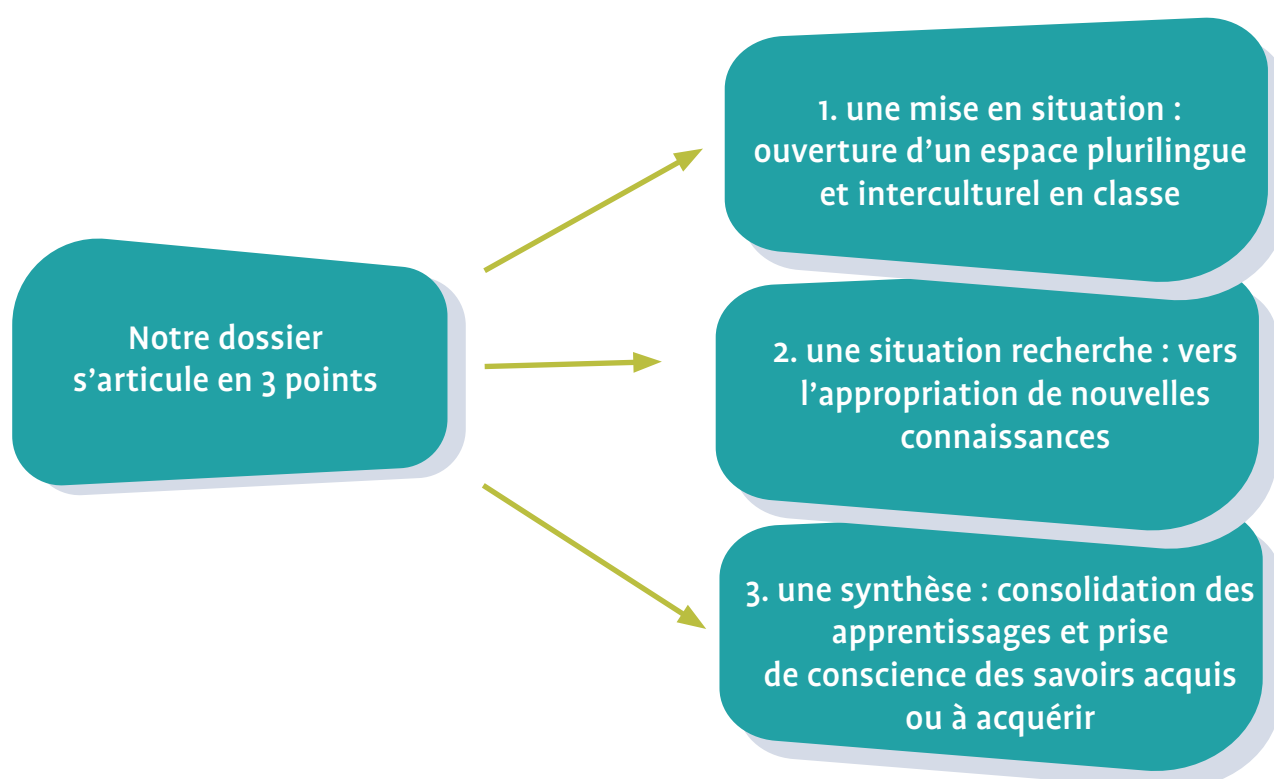 Notre dossier
s’articule en 3 points
1. une mise en situation :
ouverture d’un espace plurilingue
et interculturel en classe
2. une situation recherche : vers
l’appropriation de nouvelles
connaissances
3. une synthèse : consolidation des
apprentissages et prise
de conscience des savoirs acquis
ou à acquérir